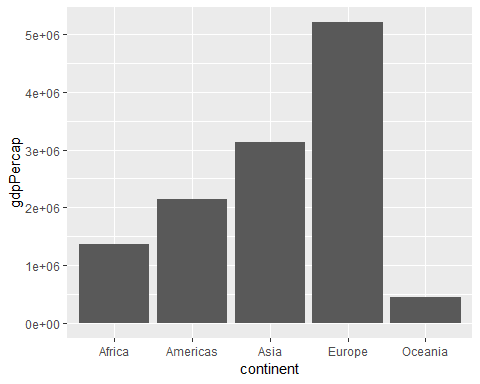 gdpPercap
5e+06
4e+06
3e+06
2e+06
1e+06
0e+00
Africa Americas Asia Europe Oceania
continent